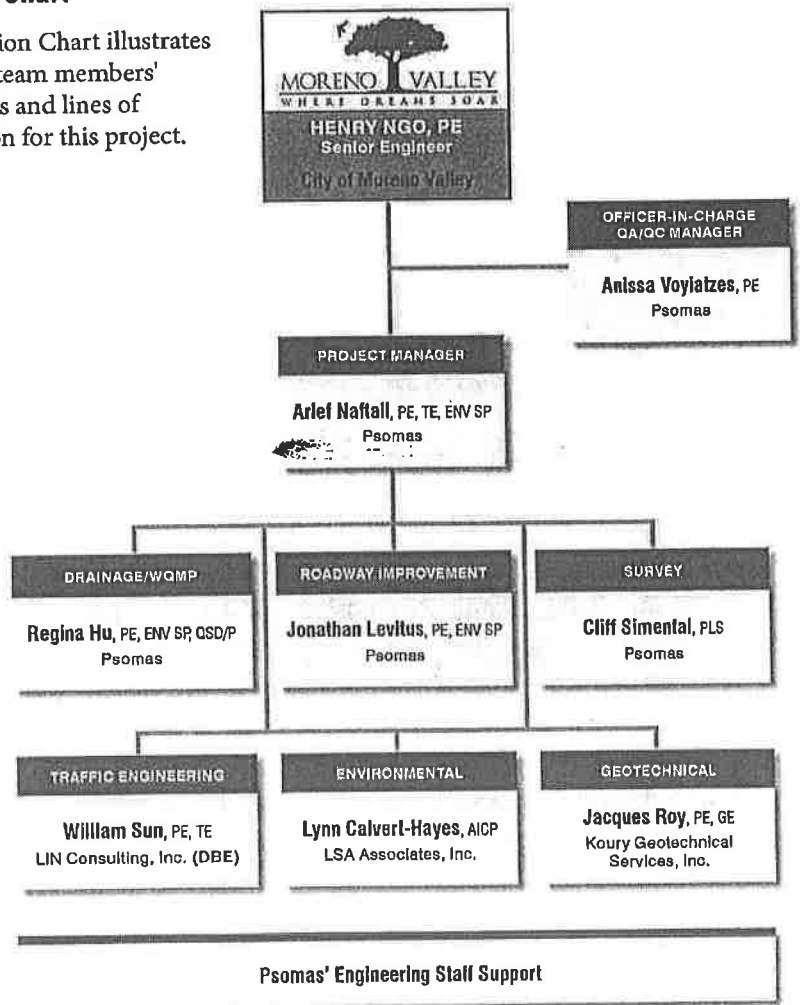 ion Chart illustrates
team members'
s and lines of
n for this project.
MORENO VALLEY
WHERE DREAMS SOAR
HENRY NGO, PE
Senior Engineer
City of Moreno Valley
OFFICER-IN-CHARGE
QA/QC MANAGER
Anissa Voyiatzes, PE
Psomas
PROJECT MANAGER
Arief Naftali, PE, TE, ENV SP
Psomas
DRAINAGE/WQMP
Regina Hu, PE, ENV SP, QSD/P
Psomas
ROADWAY IMPROVEMENT
Jonathan Levitus, PE, ENV SP
Psomas
SURVEY
Cliff Simental, PLS
Psomas
TRAFFIC ENGINEERING
William Sun, PE, TE
LIN Consulting, Inc. (DBE)
ENVIRONMENTAL
Lynn Calvert-Hayes, AICP
LSA Associates, Inc.
GEOTECHNICAL
Jacques Roy, PE, GE
Koury Geotechnical
Services, Inc.
Psomas' Engineering Staff Support